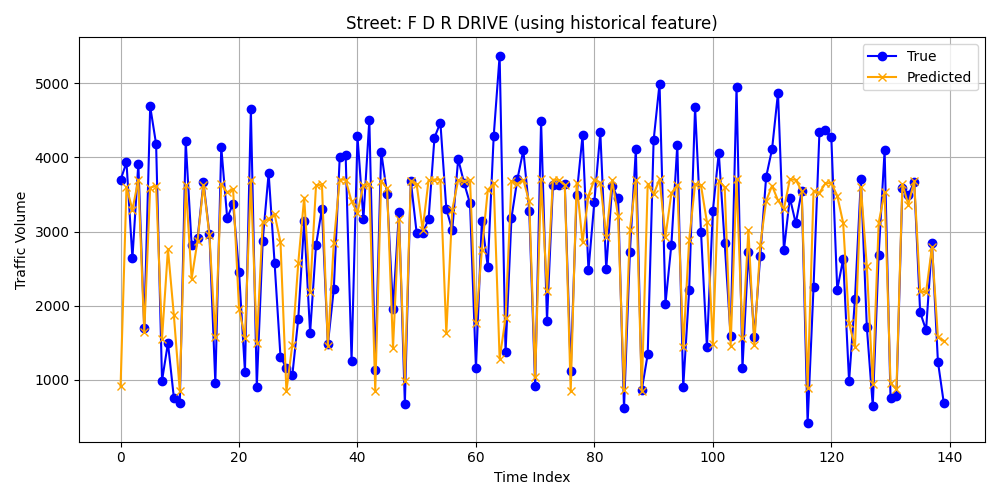 Street: F D R DRIVE (using historical feature)
True
Predicted
Traffic Volume
5000
4000
3000
2000
1000
0
20
40
60
80
100
120
140
Time Index